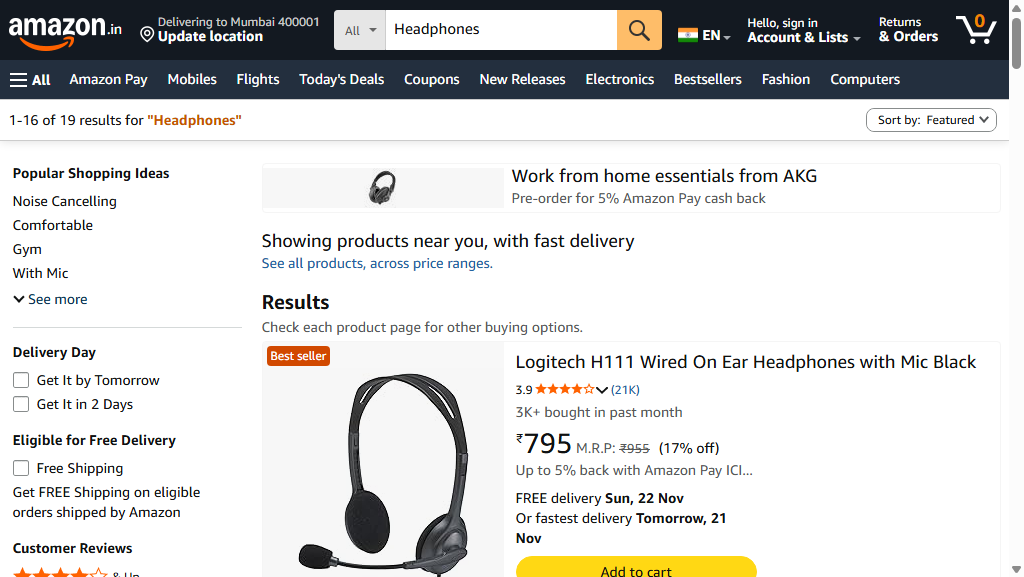 amazon.in
Delivering to Mumbai 400001
Update location
All
Headphones
EN
Hello, sign in
Account & Lists
Returns
& Orders
0
All
Amazon Pay
Mobiles
Flights
Today's Deals
Coupons
New Releases
Electronics
Bestsellers
Fashion
Computers
1-16 of 19 results for "Headphones"
Sort by: Featured
Popular Shopping Ideas
Noise Cancelling
Comfortable
Gym
With Mic
See more
Delivery Day
Get It by Tomorrow
Get It in 2 Days
Eligible for Free Delivery
Free Shipping
Get FREE Shipping on eligible
orders shipped by Amazon
Customer Reviews
& Up
Work from home essentials from AKG
Pre-order for 5% Amazon Pay cash back
Showing products near you, with fast delivery
See all products, across price ranges.
Results
Check each product page for other buying options.
Best seller
Logitech H111 Wired On Ear Headphones with Mic Black
3.9 (21K)
3K+ bought in past month
₹795 M.R.P: ₹955 (17% off)
Up to 5% back with Amazon Pay ICI...
FREE delivery Sun, 22 Nov
Or fastest delivery Tomorrow, 21
Nov
Add to cart